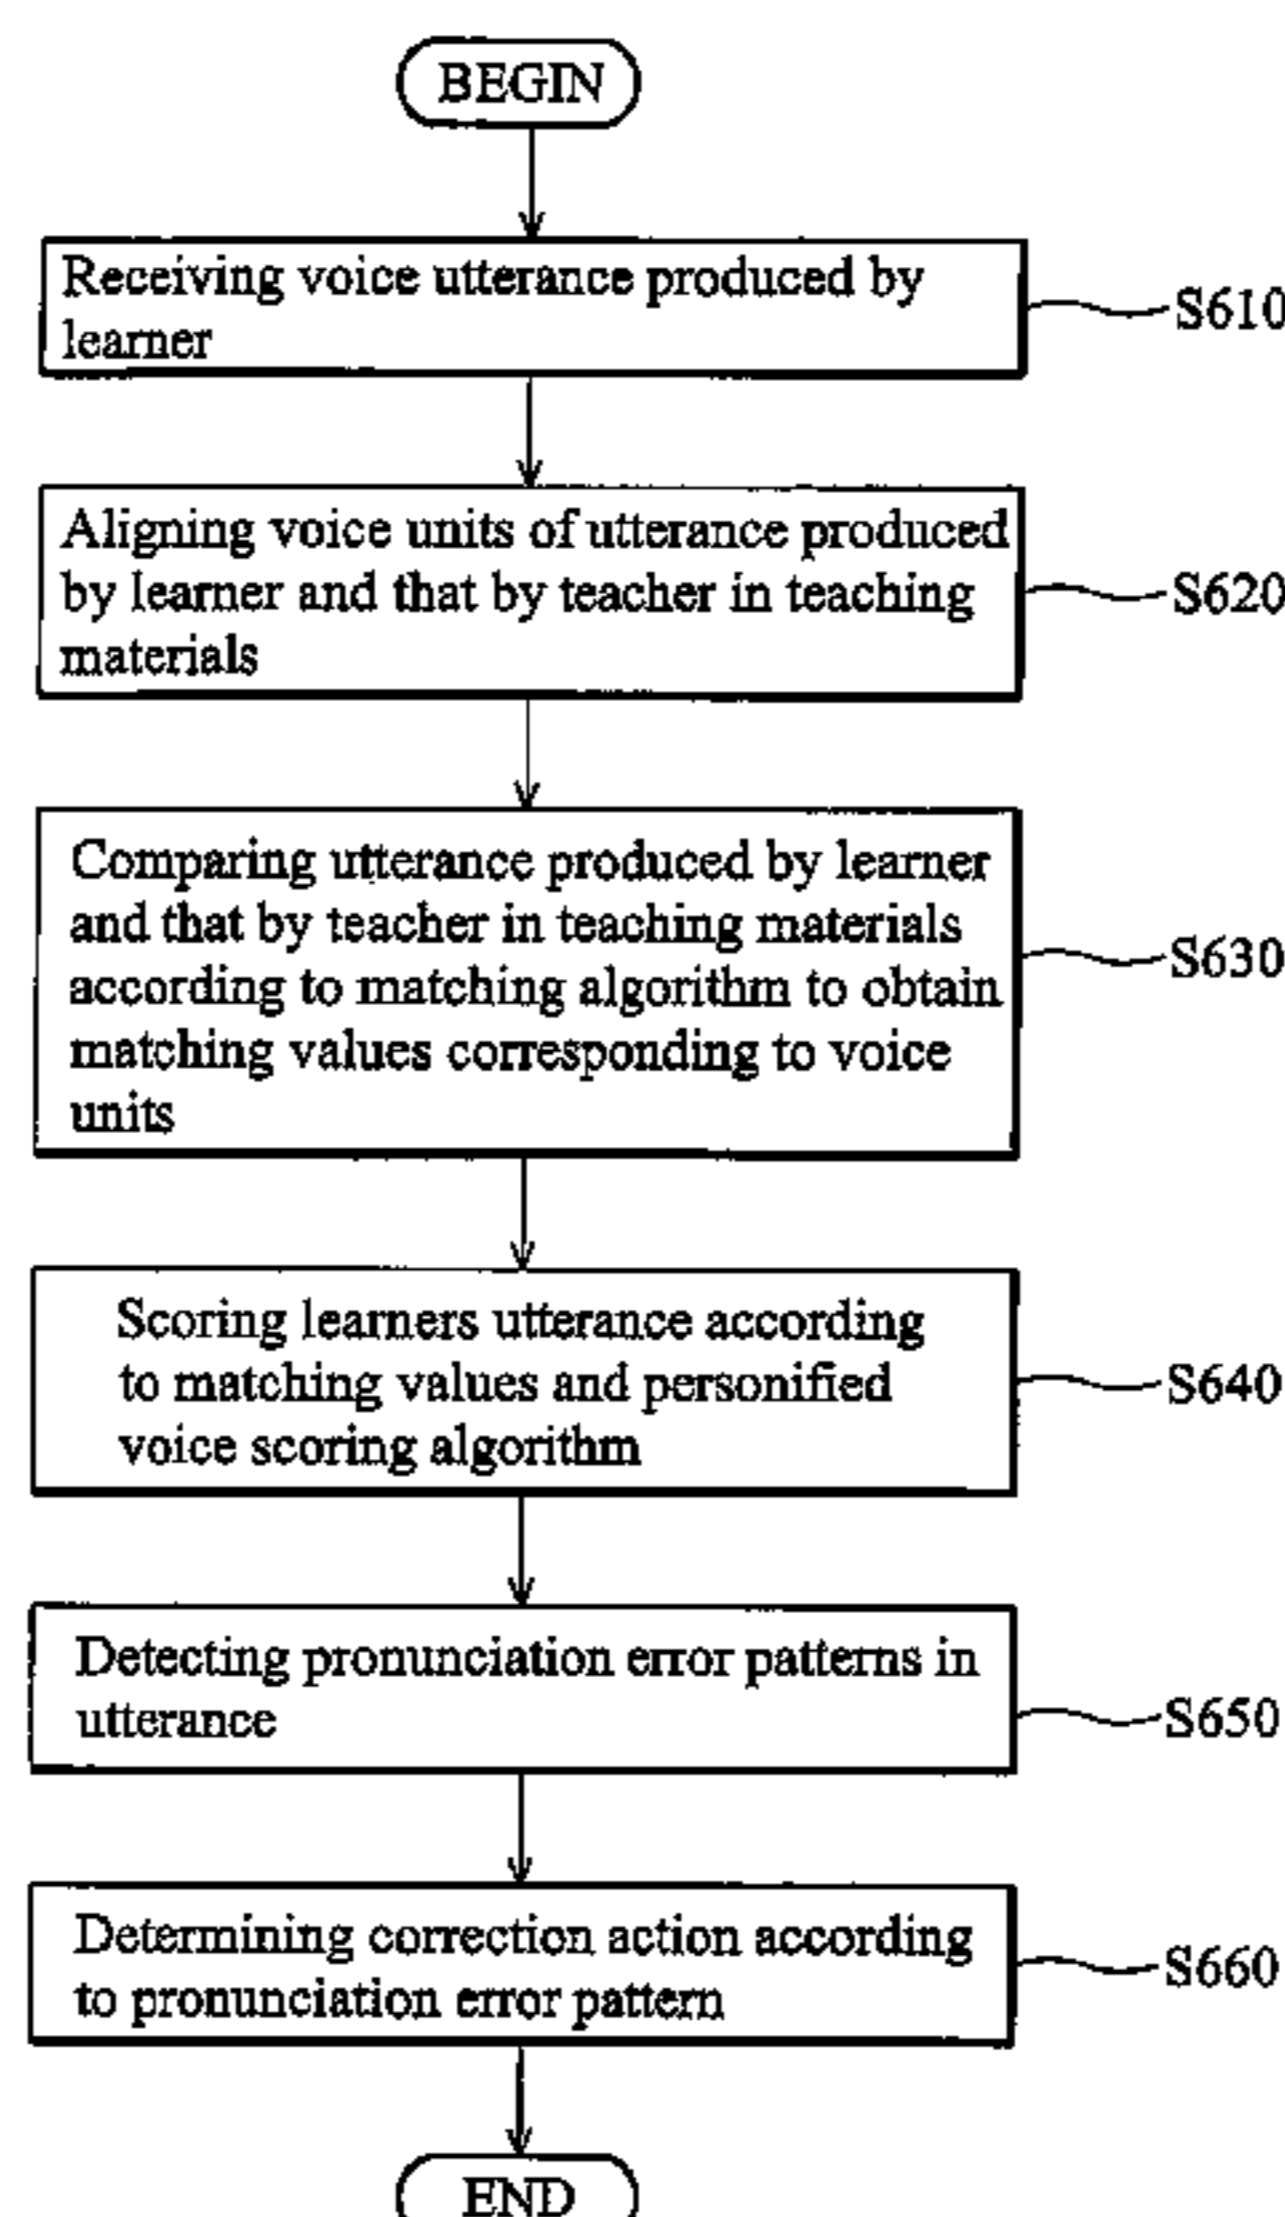 BEGIN
Receiving voice utterance produced by
learner
S610
Aligning voice units of utterance produced
by learner and that by teacher in teaching
materials
S620
Comparing utterance produced by learner
and that by teacher in teaching materials
according to matching algorithm to obtain
matching values corresponding to voice
units
S630
Scoring learners utterance according
to matching values and personified
voice scoring algorithm
S640
Detecting pronunciation error patterns in
utterance
S650
Determining correction action according
to pronunciation error pattern
S660
END